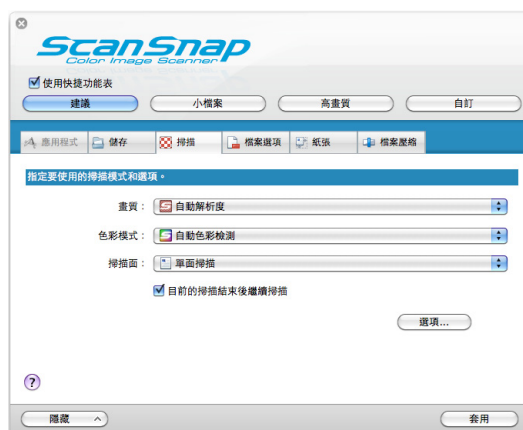 ScanSnap
Color Image Scanner
使用快捷功能表
建議 小檔案 高畫質 自訂
應用程式 儲存 掃描 檔案選項 紙張 檔案壓縮
指定要使用的掃描模式和選項。
畫質： 自動解析度
色彩模式： 自動色彩檢測
掃描面： 單面掃描
目前的掃描結束後繼續掃描
選項...
?
隱藏 套用